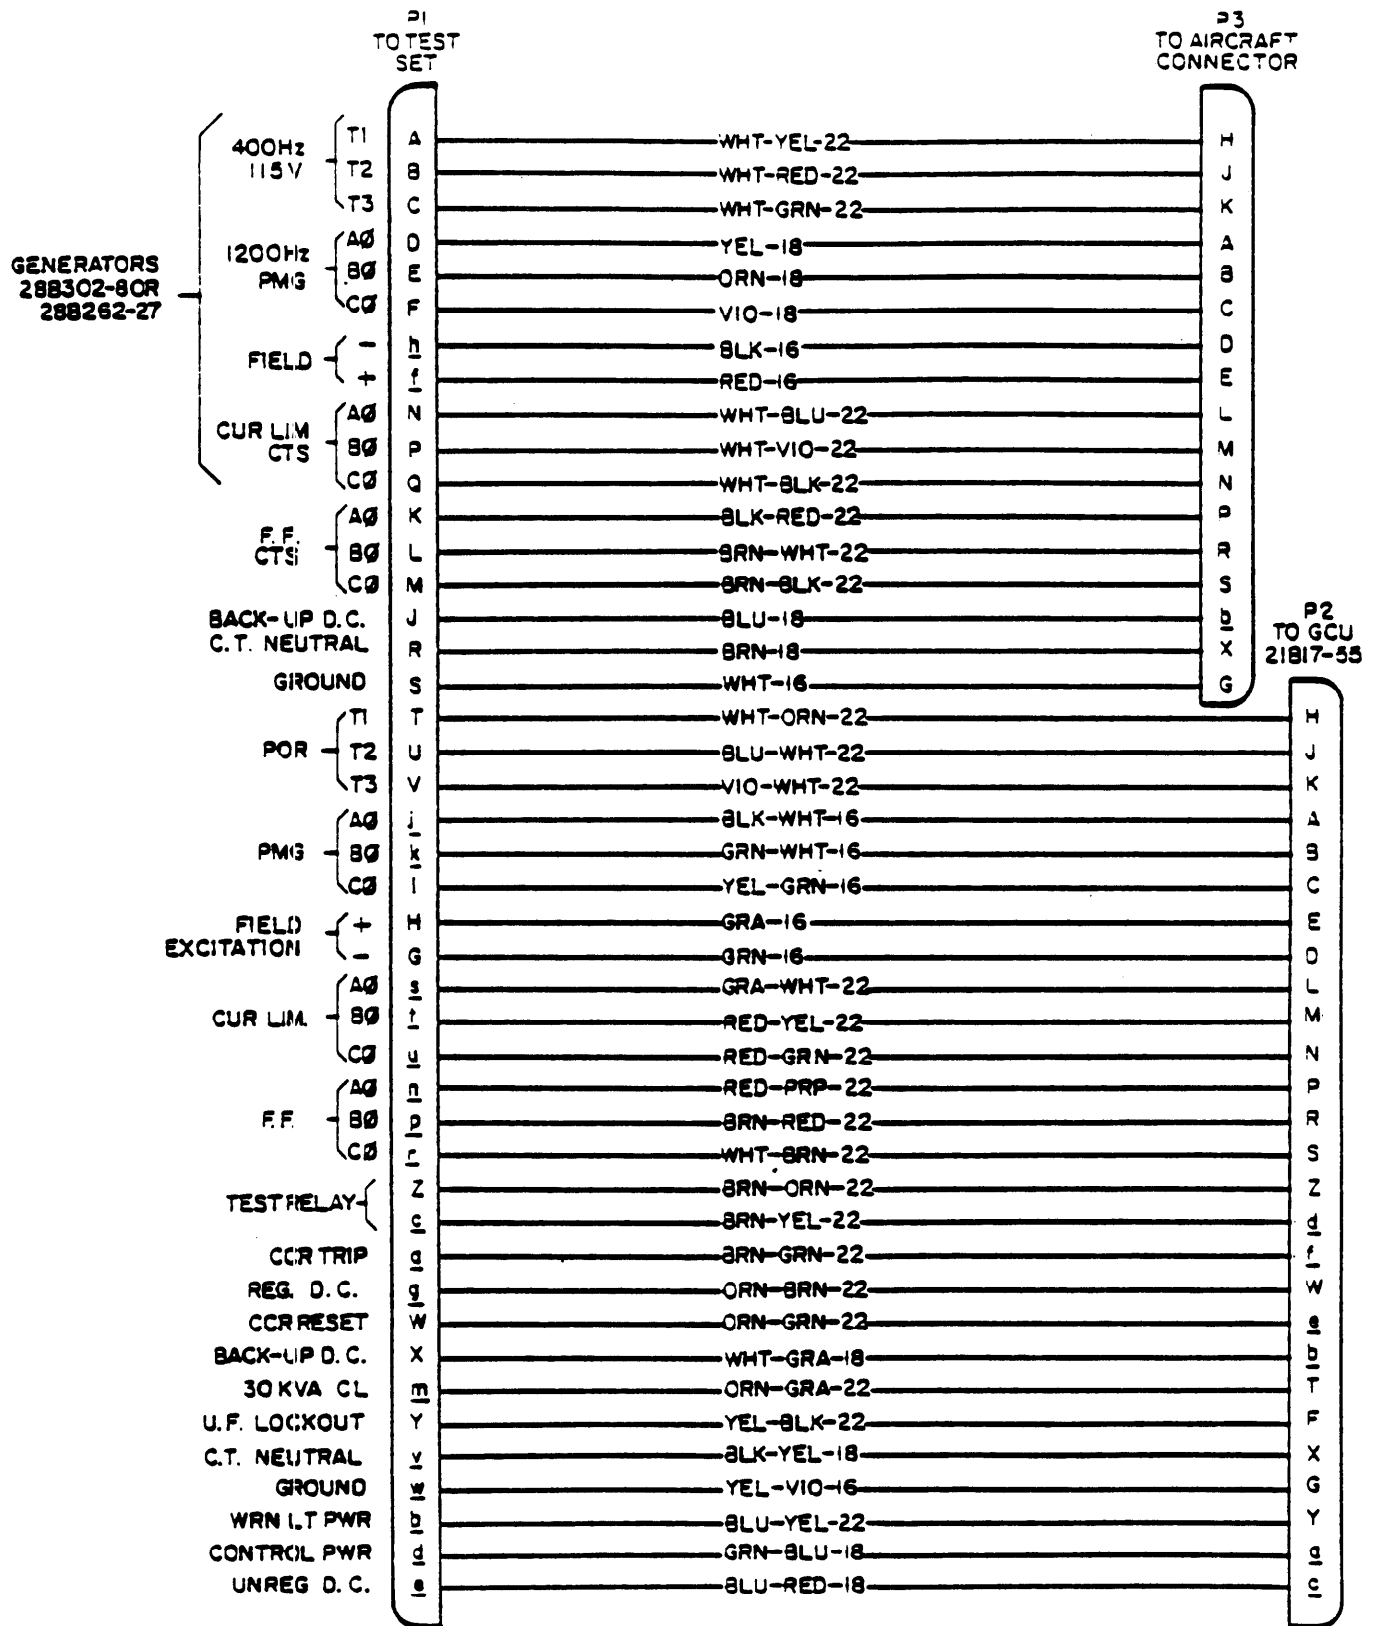 P1
TO TEST
SET
P3
TO AIRCRAFT
CONNECTOR
GENERATORS
28B302-80R
28B262-27
400Hz
115V
T1 A WHT-YEL-22 H
T2 B WHT-RED-22 J
T3 C WHT-GRN-22 K
1200Hz
PMG
AØ D YEL-18 A
BØ E ORN-18 B
CØ F VIO-18 C
FIELD
- h BLK-16 D
+ f RED-16 E
CUR LIM
CTS
AØ N WHT-BLU-22 L
BØ P WHT-VIO-22 M
CØ Q WHT-BLK-22 N
F.F.
CTS
AØ K BLK-RED-22 P
BØ L BRN-WHT-22 R
CØ M BRN-BLK-22 S
BACK-UP D.C. J BLU-18 b
C.T. NEUTRAL R BRN-18 X
GROUND S WHT-16 G
P2
TO GCU
21B17-55
POR
T1 T WHT-ORN-22 H
T2 U BLU-WHT-22 J
T3 V VIO-WHT-22 K
PMG
AØ j BLK-WHT-16 A
BØ k GRN-WHT-16 B
CØ l YEL-GRN-16 C
FIELD
EXCITATION
+ H GRA-16 E
- G GRN-16 D
CUR LIM.
AØ s GRA-WHT-22 L
BØ t RED-YEL-22 M
CØ u RED-GRN-22 N
F.F.
AØ n RED-PRP-22 P
BØ p BRN-RED-22 R
CØ r WHT-BRN-22 S
TEST RELAY
Z BRN-ORN-22 Z
c BRN-YEL-22 d
CCR TRIP a BRN-GRN-22 f
REG. D.C. g ORN-BRN-22 W
CCR RESET W ORN-GRN-22 e
BACK-UP D.C. X WHT-GRA-18 b
30 KVA CL m ORN-GRA-22 T
U.F. LOCKOUT Y YEL-BLK-22 F
C.T. NEUTRAL v BLK-YEL-18 X
GROUND w YEL-VIO-16 G
WRN LT PWR b BLU-YEL-22 Y
CONTROL PWR d GRN-BLU-18 a
UNREG D.C. e BLU-RED-18 c